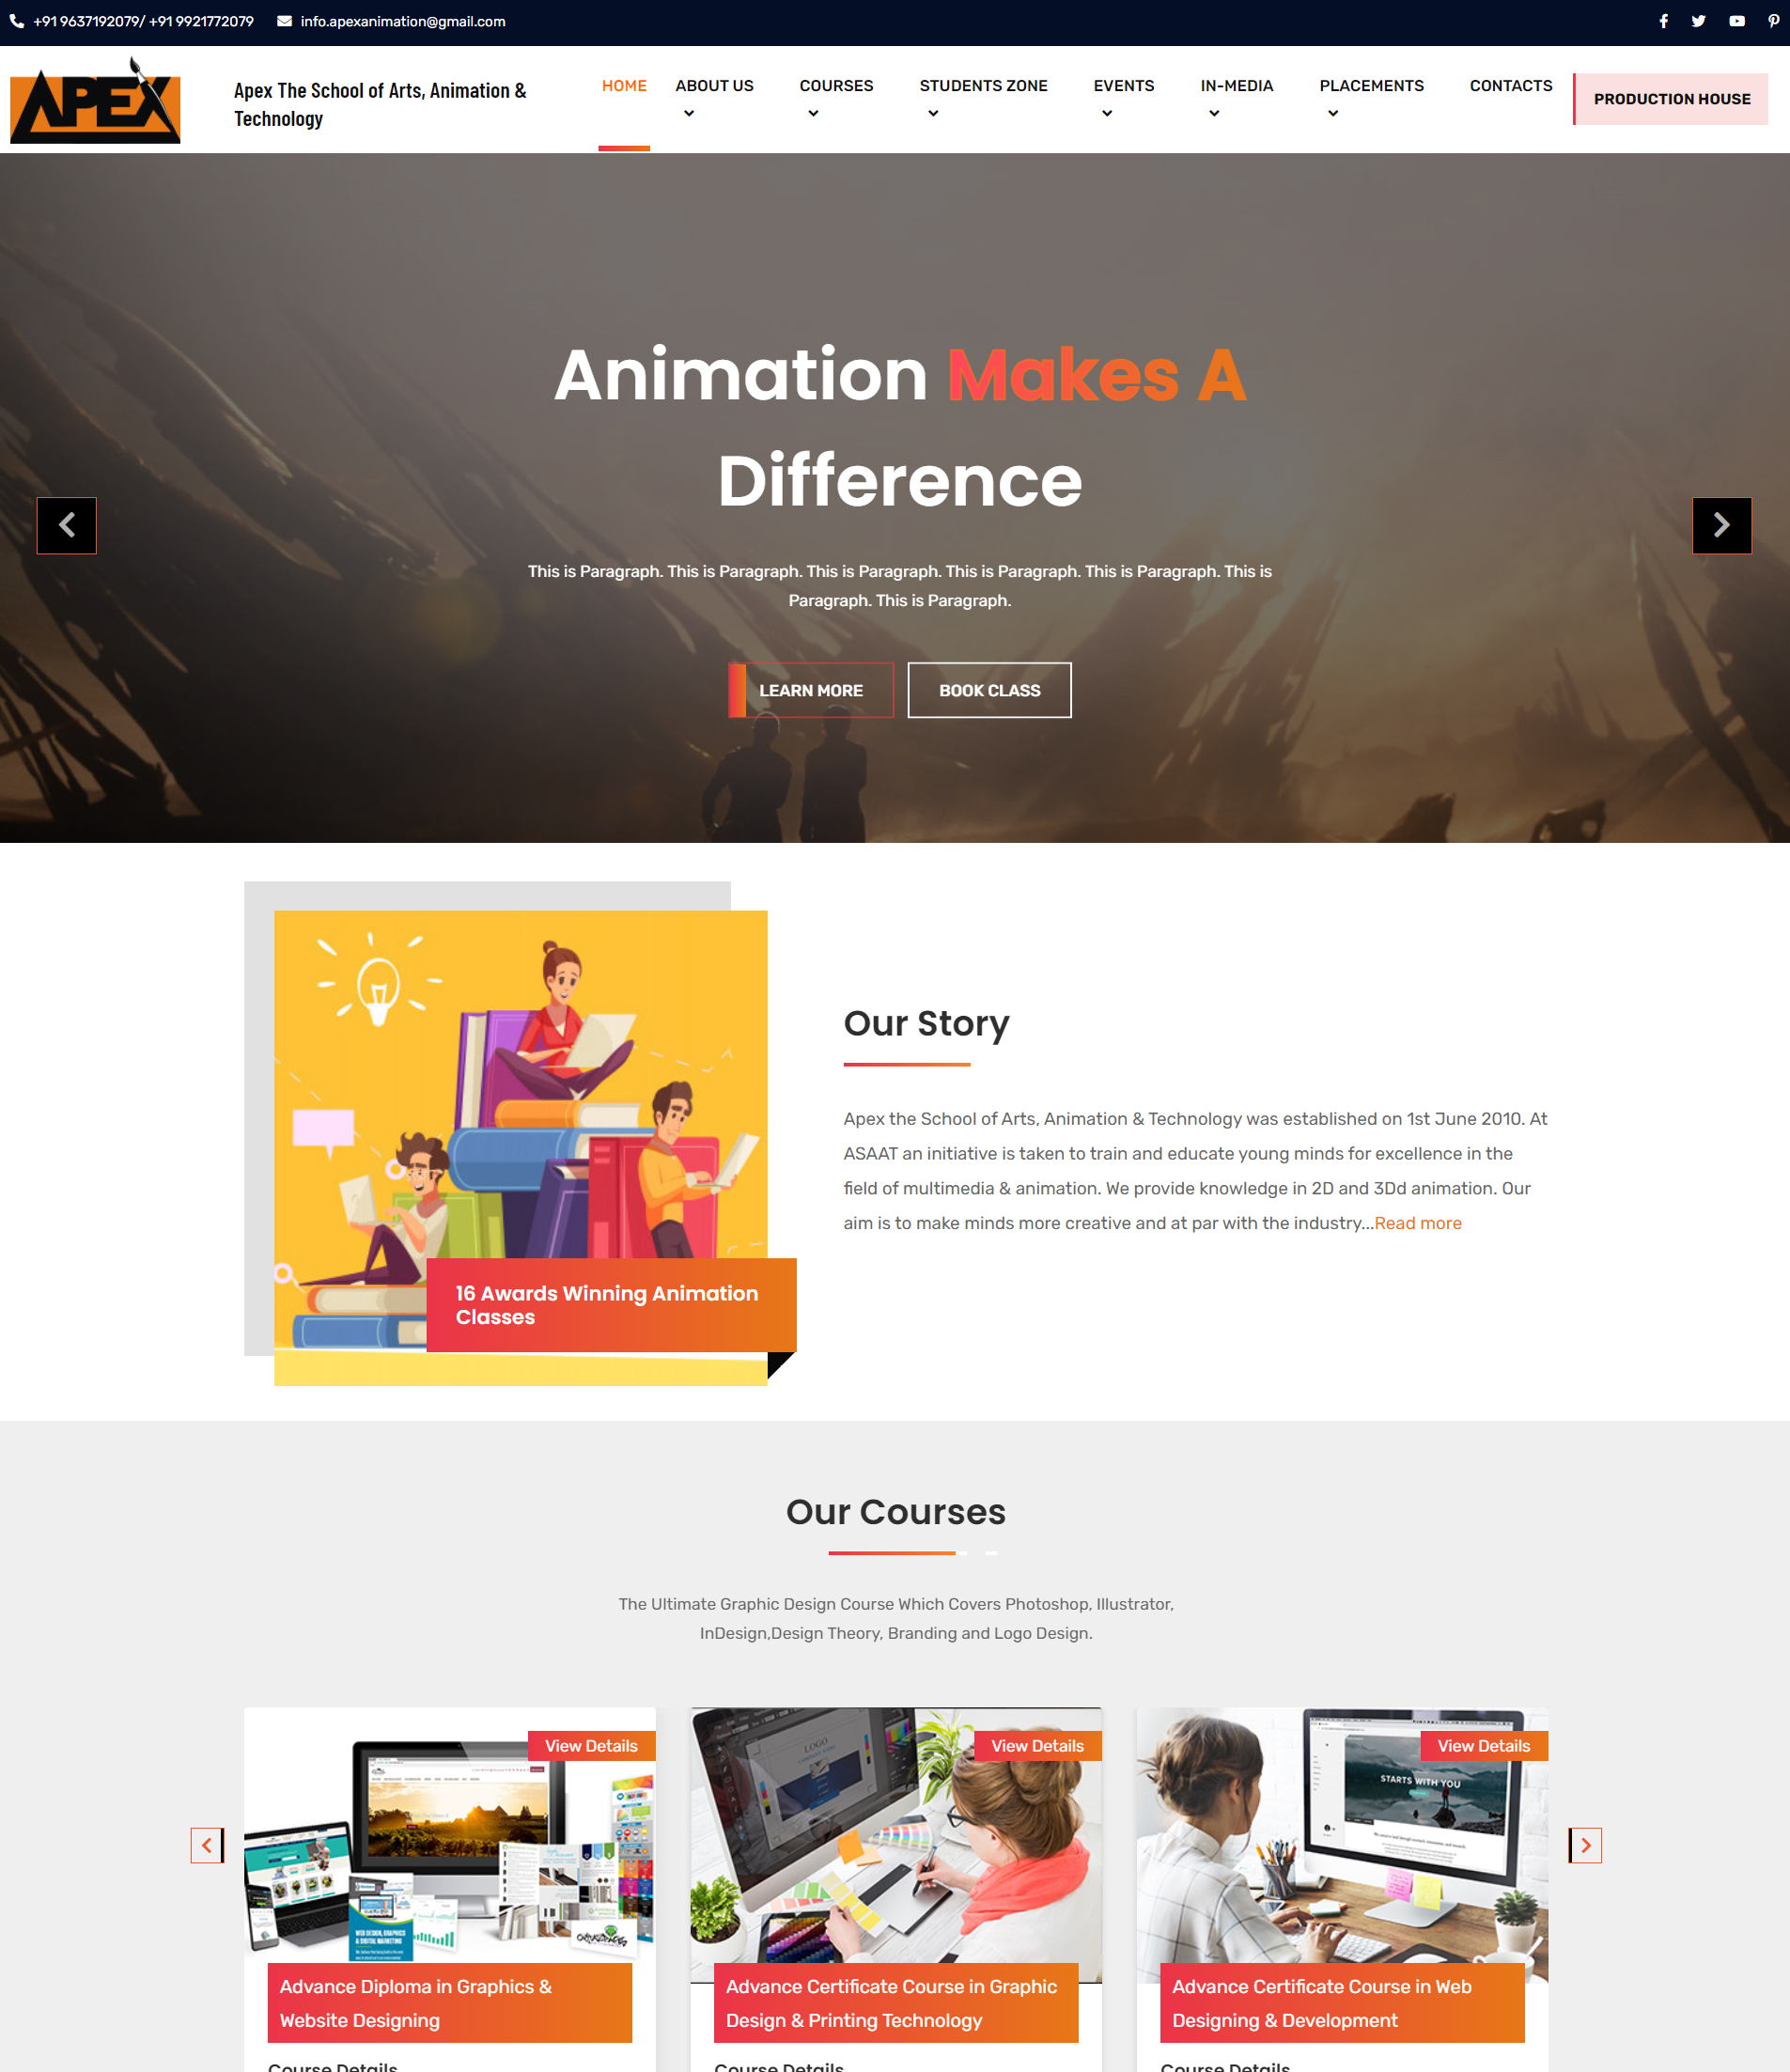 +91 9637192079/ +91 9921772079 info.apexanimation@gmail.com
APEX
Apex The School of Arts, Animation &
Technology
HOME ABOUT US COURSES STUDENTS ZONE EVENTS IN-MEDIA PLACEMENTS CONTACTS PRODUCTION HOUSE
Animation Makes A
Difference
This is Paragraph. This is Paragraph. This is Paragraph. This is Paragraph. This is Paragraph. This is
Paragraph. This is Paragraph.
LEARN MORE BOOK CLASS
16 Awards Winning Animation
Classes
Our Story
Apex the School of Arts, Animation & Technology was established on 1st June 2010. At
ASAAT an initiative is taken to train and educate young minds for excellence in the
field of multimedia & animation. We provide knowledge in 2D and 3Dd animation. Our
aim is to make minds more creative and at par with the industry...Read more
Our Courses
The Ultimate Graphic Design Course Which Covers Photoshop, Illustrator,
InDesign,Design Theory, Branding and Logo Design.
View Details
WEB DESIGN, GRAPHICS
& DIGITAL MARKETING
Advance Diploma in Graphics &
Website Designing
Course Details
View Details
LOGO
Advance Certificate Course in Graphic
Design & Printing Technology
Course Details
View Details
STARTS WITH YOU
Advance Certificate Course in Web
Designing & Development
Course Details